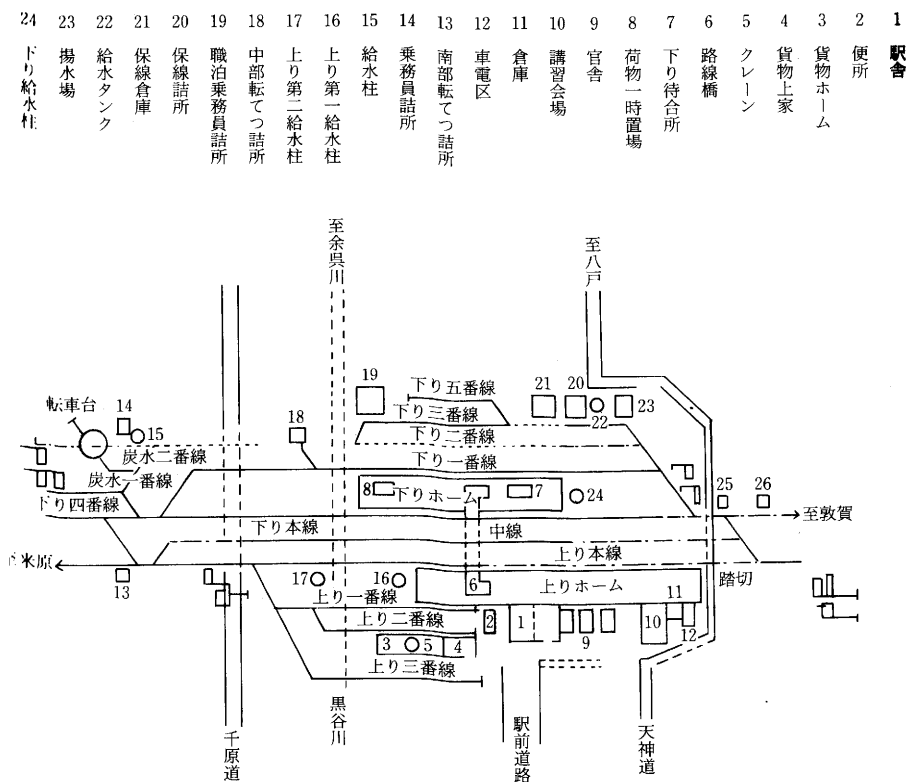 1 駅舎
2 便所
3 貨物ホーム
4 貨物上家
5 クレーン
6 路線橋
7 下り待合所
8 荷物一時置場
9 官舎
10 講習会場
11 倉庫
12 車電区
13 南部転てつ詰所
14 乗務員詰所
15 給水柱
16 上り第一給水柱
17 上り第二給水柱
18 中部転てつ詰所
19 職泊乗務員詰所
20 保線詰所
21 保線倉庫
22 給水タンク
23 揚水場
24 下り給水柱
至余呉川
至八戸
19
下り五番線
21
20
22
23
転車台
14
15
18
下り三番線
下り二番線
炭水二番線
下り一番線
炭水一番線
8
下りホーム
7
24
25
26
下り四番線
下り本線
中線
至敦賀
米原
上り本線
踏切
13
17
16
6
上りホーム
11
上り一番線
上り二番線
2
1
9
10
12
3
5
4
上り三番線
千原道
黒谷川
駅前道路
天神道